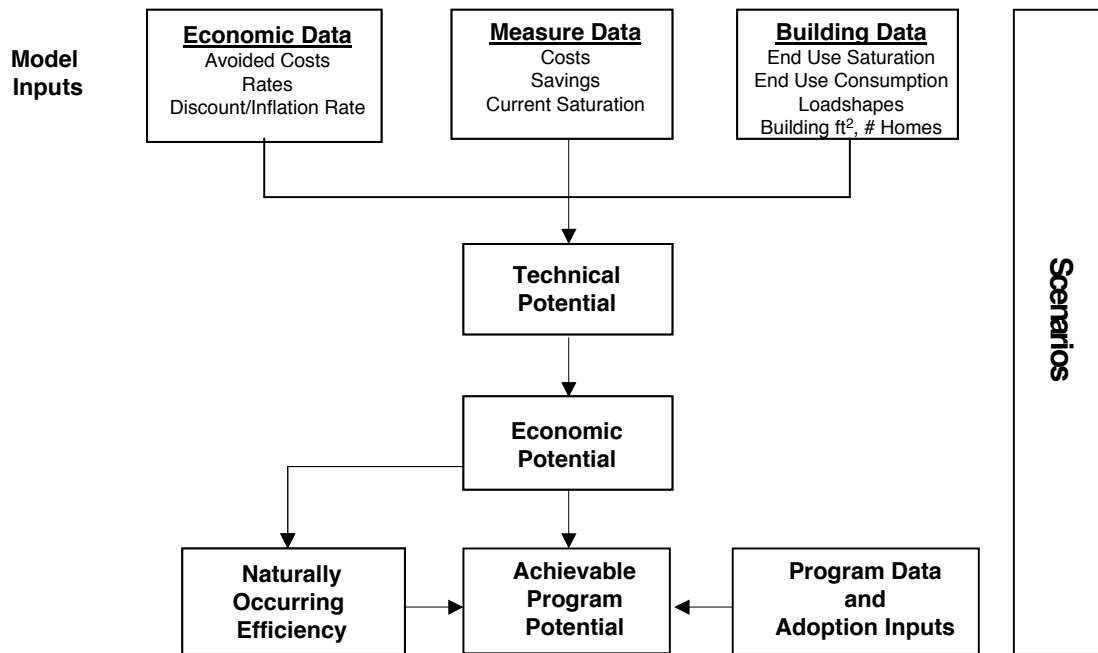 Model
Inputs
Economic Data
Avoided Costs
Rates
Discount/Inflation Rate
Measure Data
Costs
Savings
Current Saturation
Building Data
End Use Saturation
End Use Consumption
Loadshapes
Building ft², # Homes
Technical
Potential
Economic
Potential
Naturally
Occurring
Efficiency
Achievable
Program
Potential
Program Data
and
Adoption Inputs
Scenarios